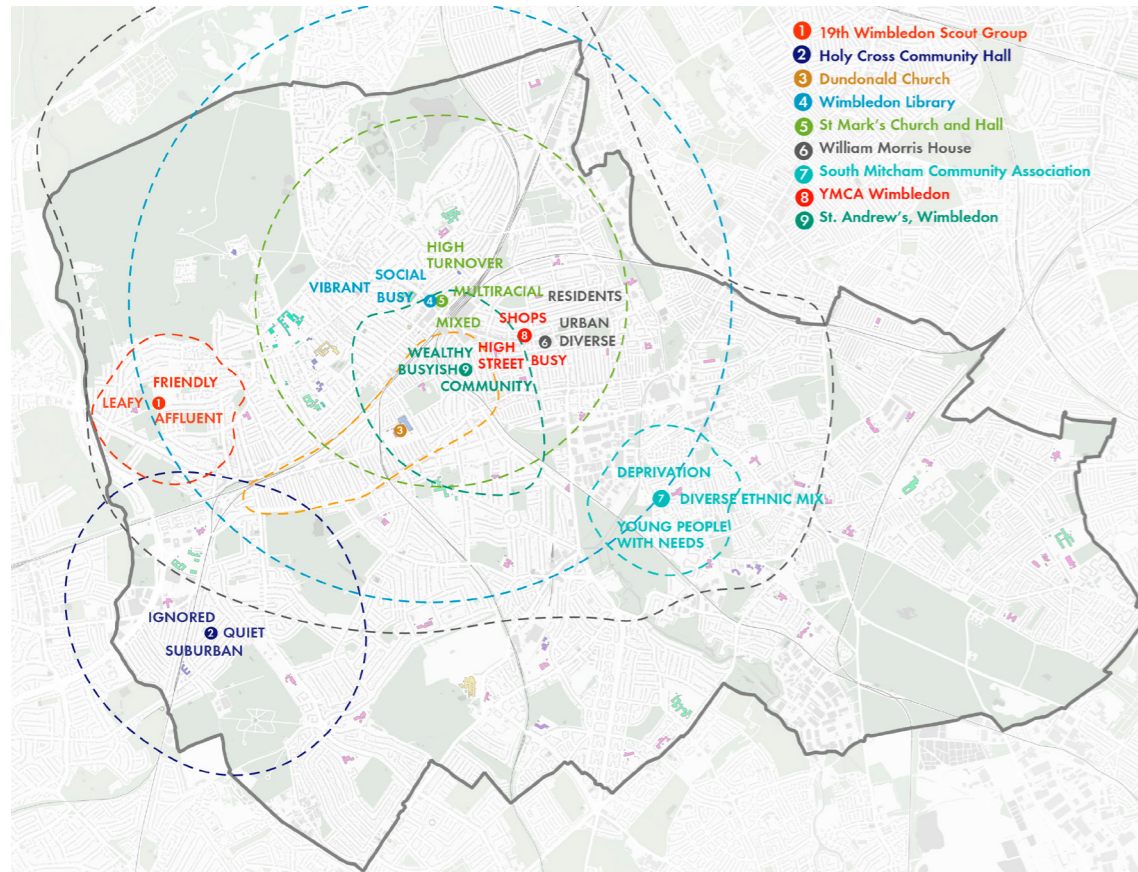 1 19th Wimbledon Scout Group
2 Holy Cross Community Hall
3 Dundonald Church
4 Wimbledon Library
5 St Mark's Church and Hall
6 William Morris House
7 South Mitcham Community Association
8 YMCA Wimbledon
9 St. Andrew's, Wimbledon
HIGH
TURNOVER
SOCIAL
VIBRANT
BUSY 4 5 MULTIRACIAL
MIXED
RESIDENTS
URBAN
6 DIVERSE
SHOPS
8
HIGH
STREET BUSY
WEALTHY
BUSYISH 9
COMMUNITY
FRIENDLY
LEAFY 1
AFFLUENT
3
DEPRIVATION
7 DIVERSE ETHNIC MIX
YOUNG PEOPLE
WITH NEEDS
IGNORED
2 QUIET
SUBURBAN